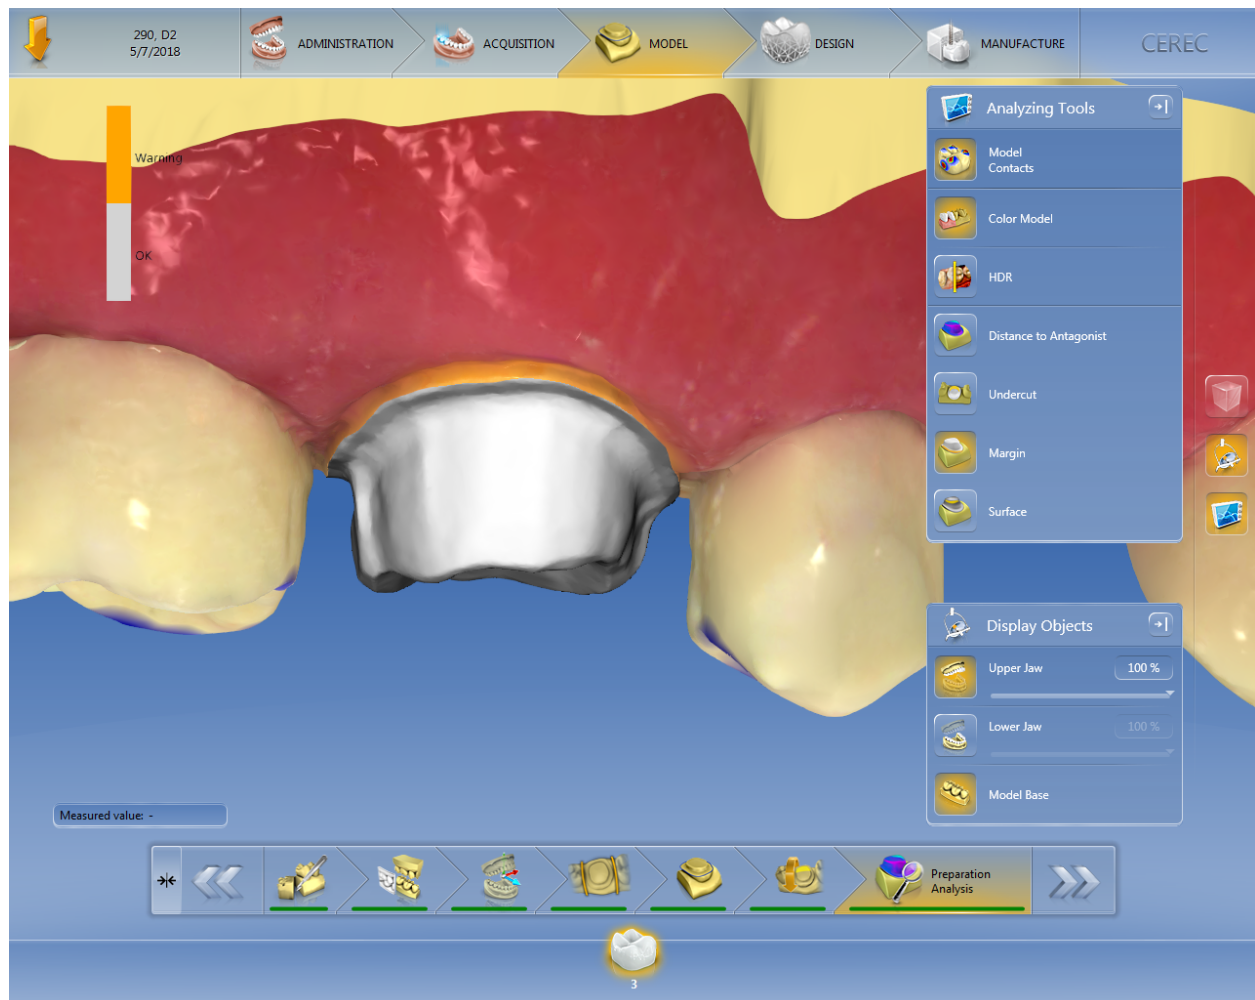 290, D2
5/7/2018
ADMINISTRATION
ACQUISITION
MODEL
DESIGN
MANUFACTURE
CEREC
Warning
OK
Analyzing Tools
Model
Contacts
Color Model
HDR
Distance to Antagonist
Undercut
Margin
Surface
Display Objects
Upper Jaw
100 %
Lower Jaw
100 %
Model Base
Measured value: -
Preparation
Analysis
3